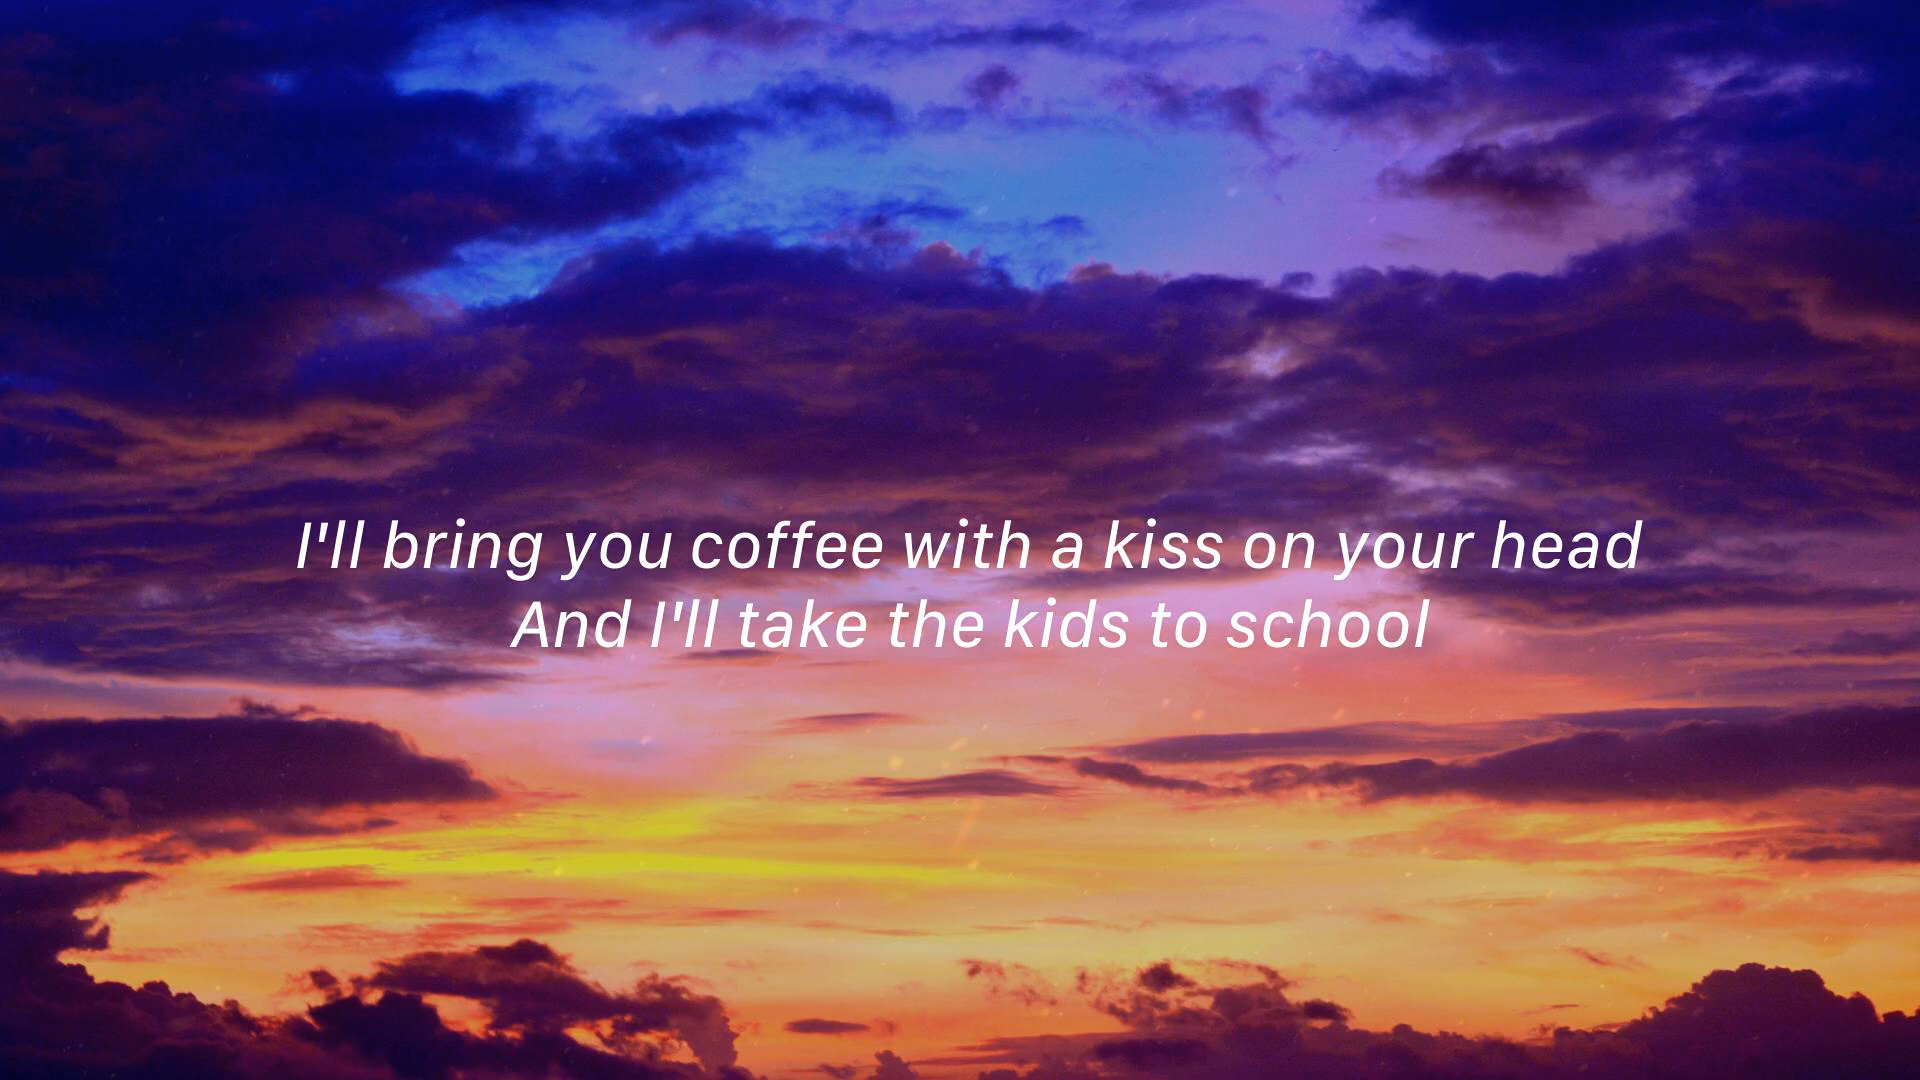 I'll bring you coffee with a kiss on your head
And I'll take the kids to school